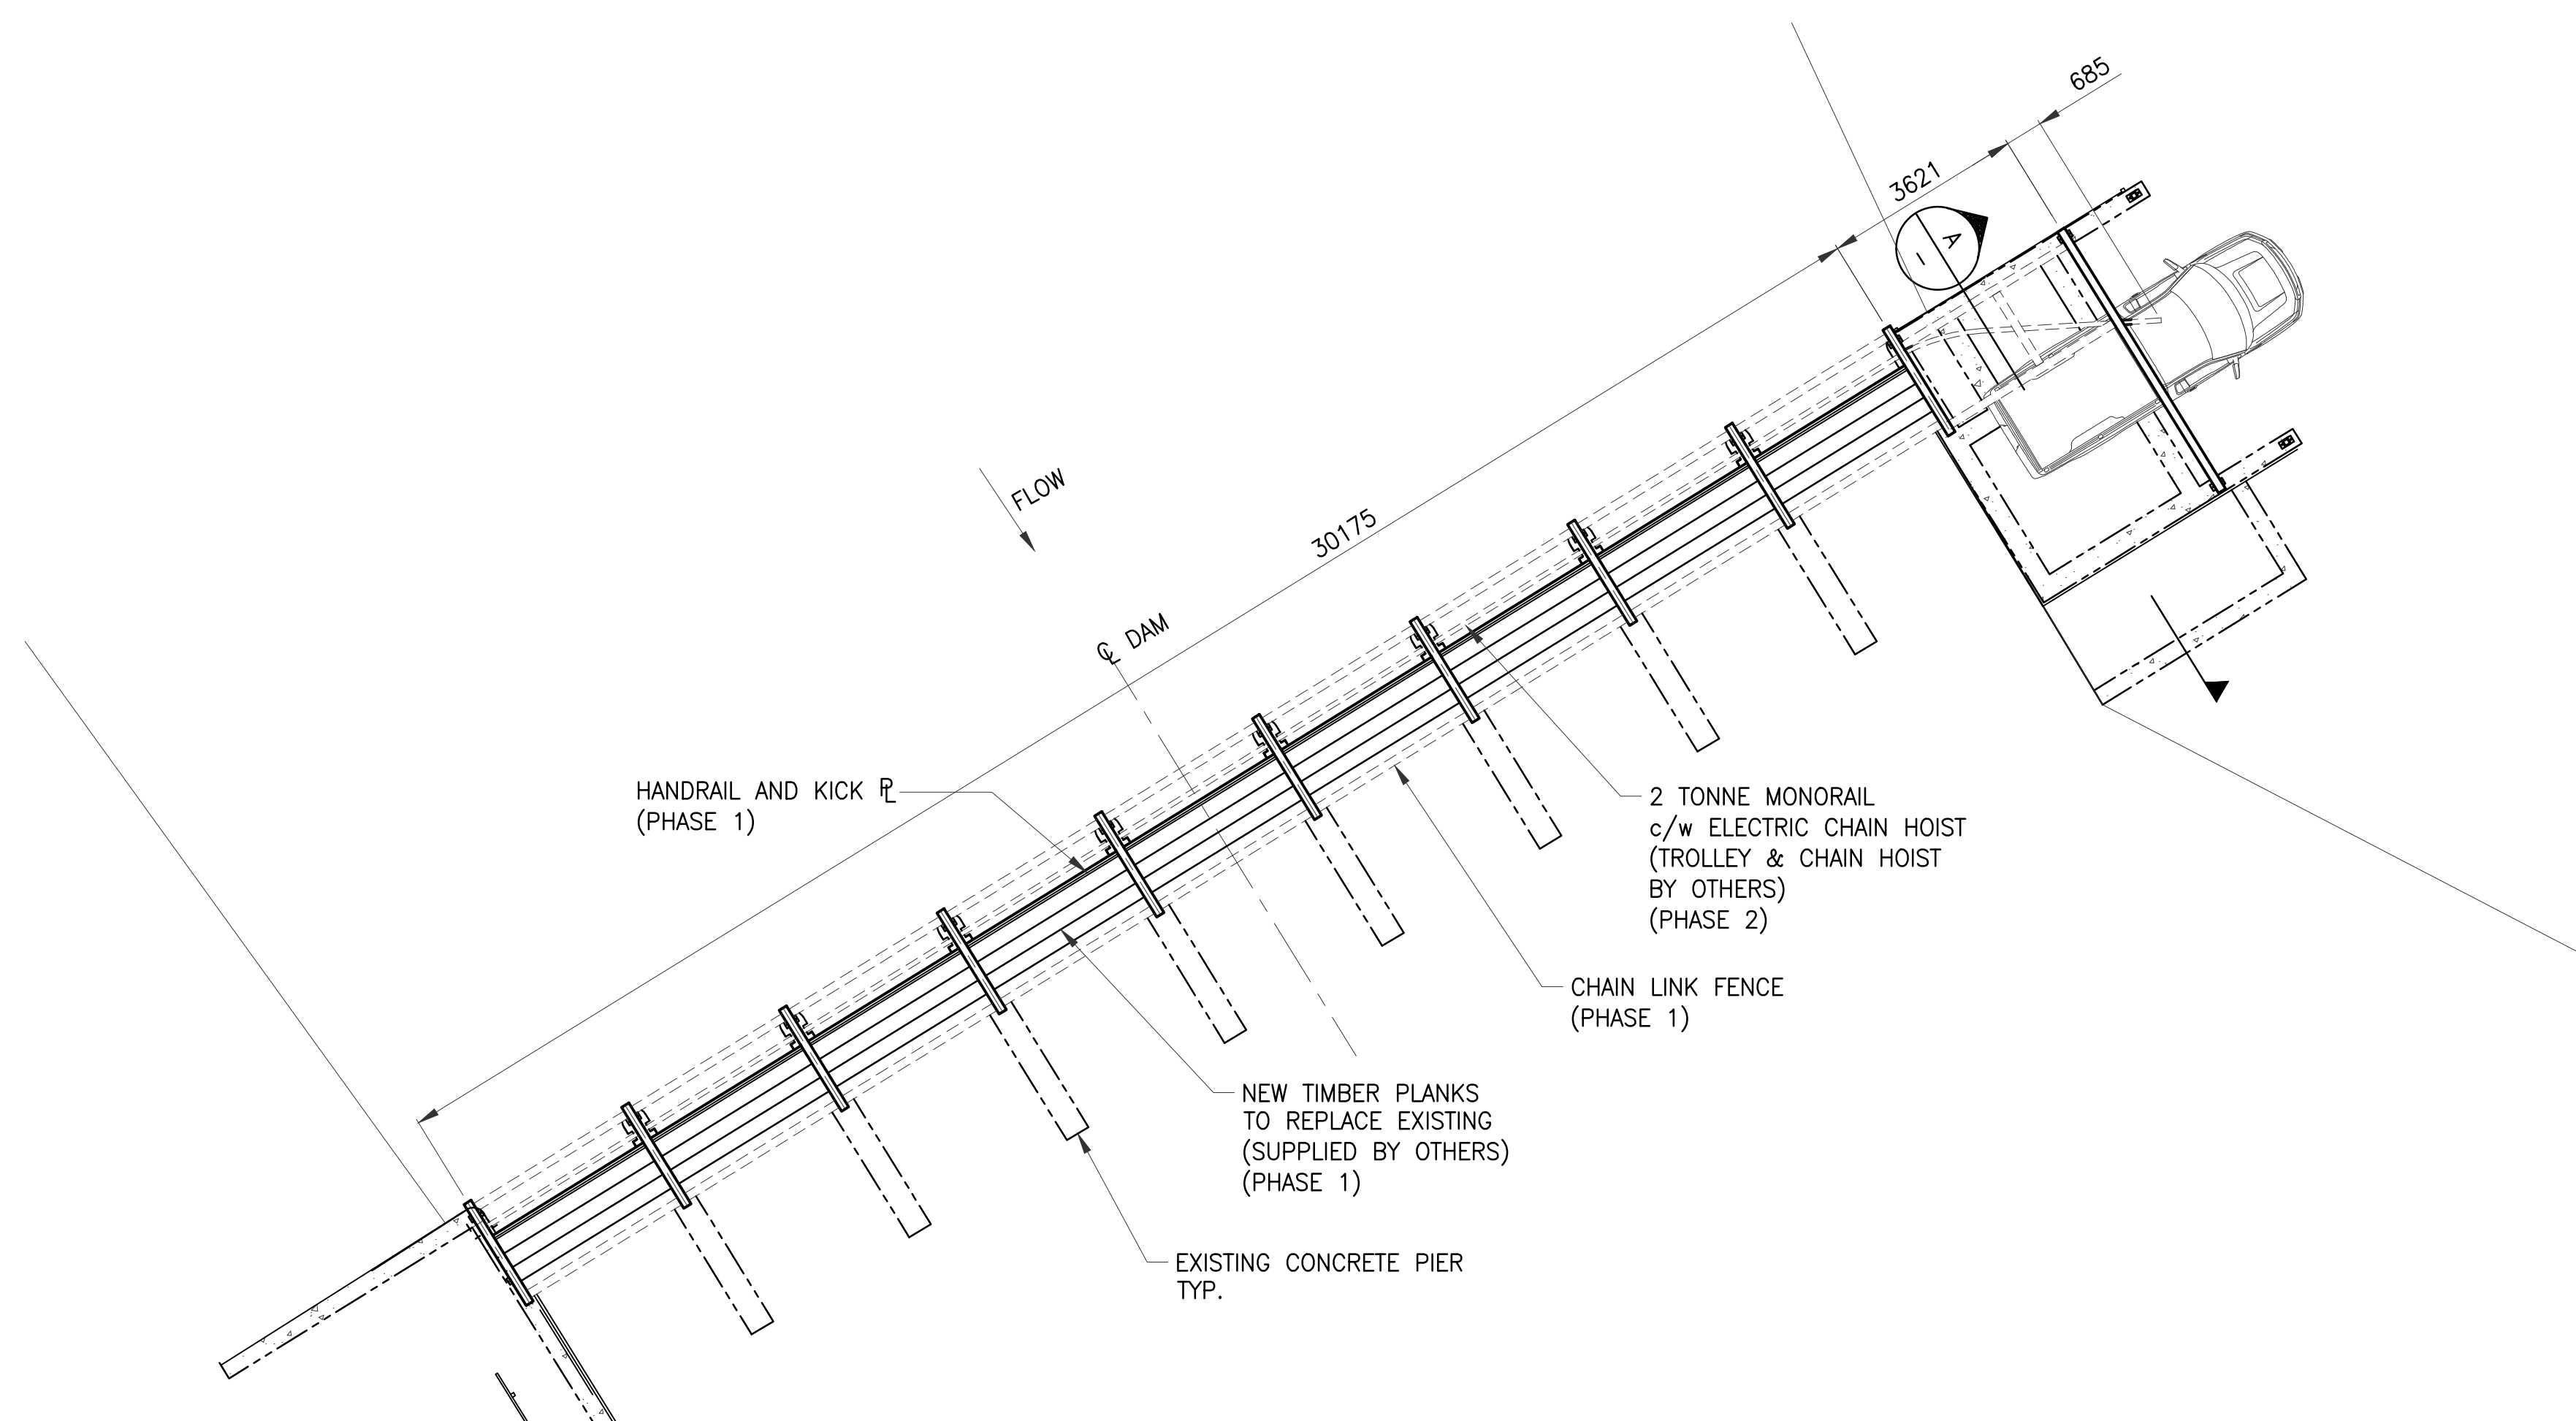 685
3621
A
–
FLOW
30175
℄ DAM
HANDRAIL AND KICK ⅊
(PHASE 1)
2 TONNE MONORAIL
c/w ELECTRIC CHAIN HOIST
(TROLLEY & CHAIN HOIST
BY OTHERS)
(PHASE 2)
CHAIN LINK FENCE
(PHASE 1)
NEW TIMBER PLANKS
TO REPLACE EXISTING
(SUPPLIED BY OTHERS)
(PHASE 1)
EXISTING CONCRETE PIER
TYP.